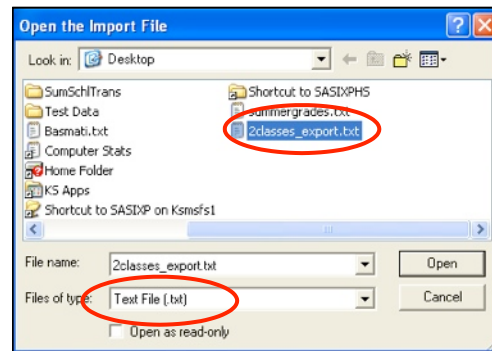 Open the Import File
Look in: Desktop
SumSchlTrans
Test Data
Basmati.txt
Computer Stats
Home Folder
KS Apps
Shortcut to SASIXP on Ksmsfs1
Shortcut to SASIXPHS
summergrades.txt
2classes_export.txt
File name: 2classes_export.txt Open
Files of type: Text File (.txt) Cancel
Open as read-only